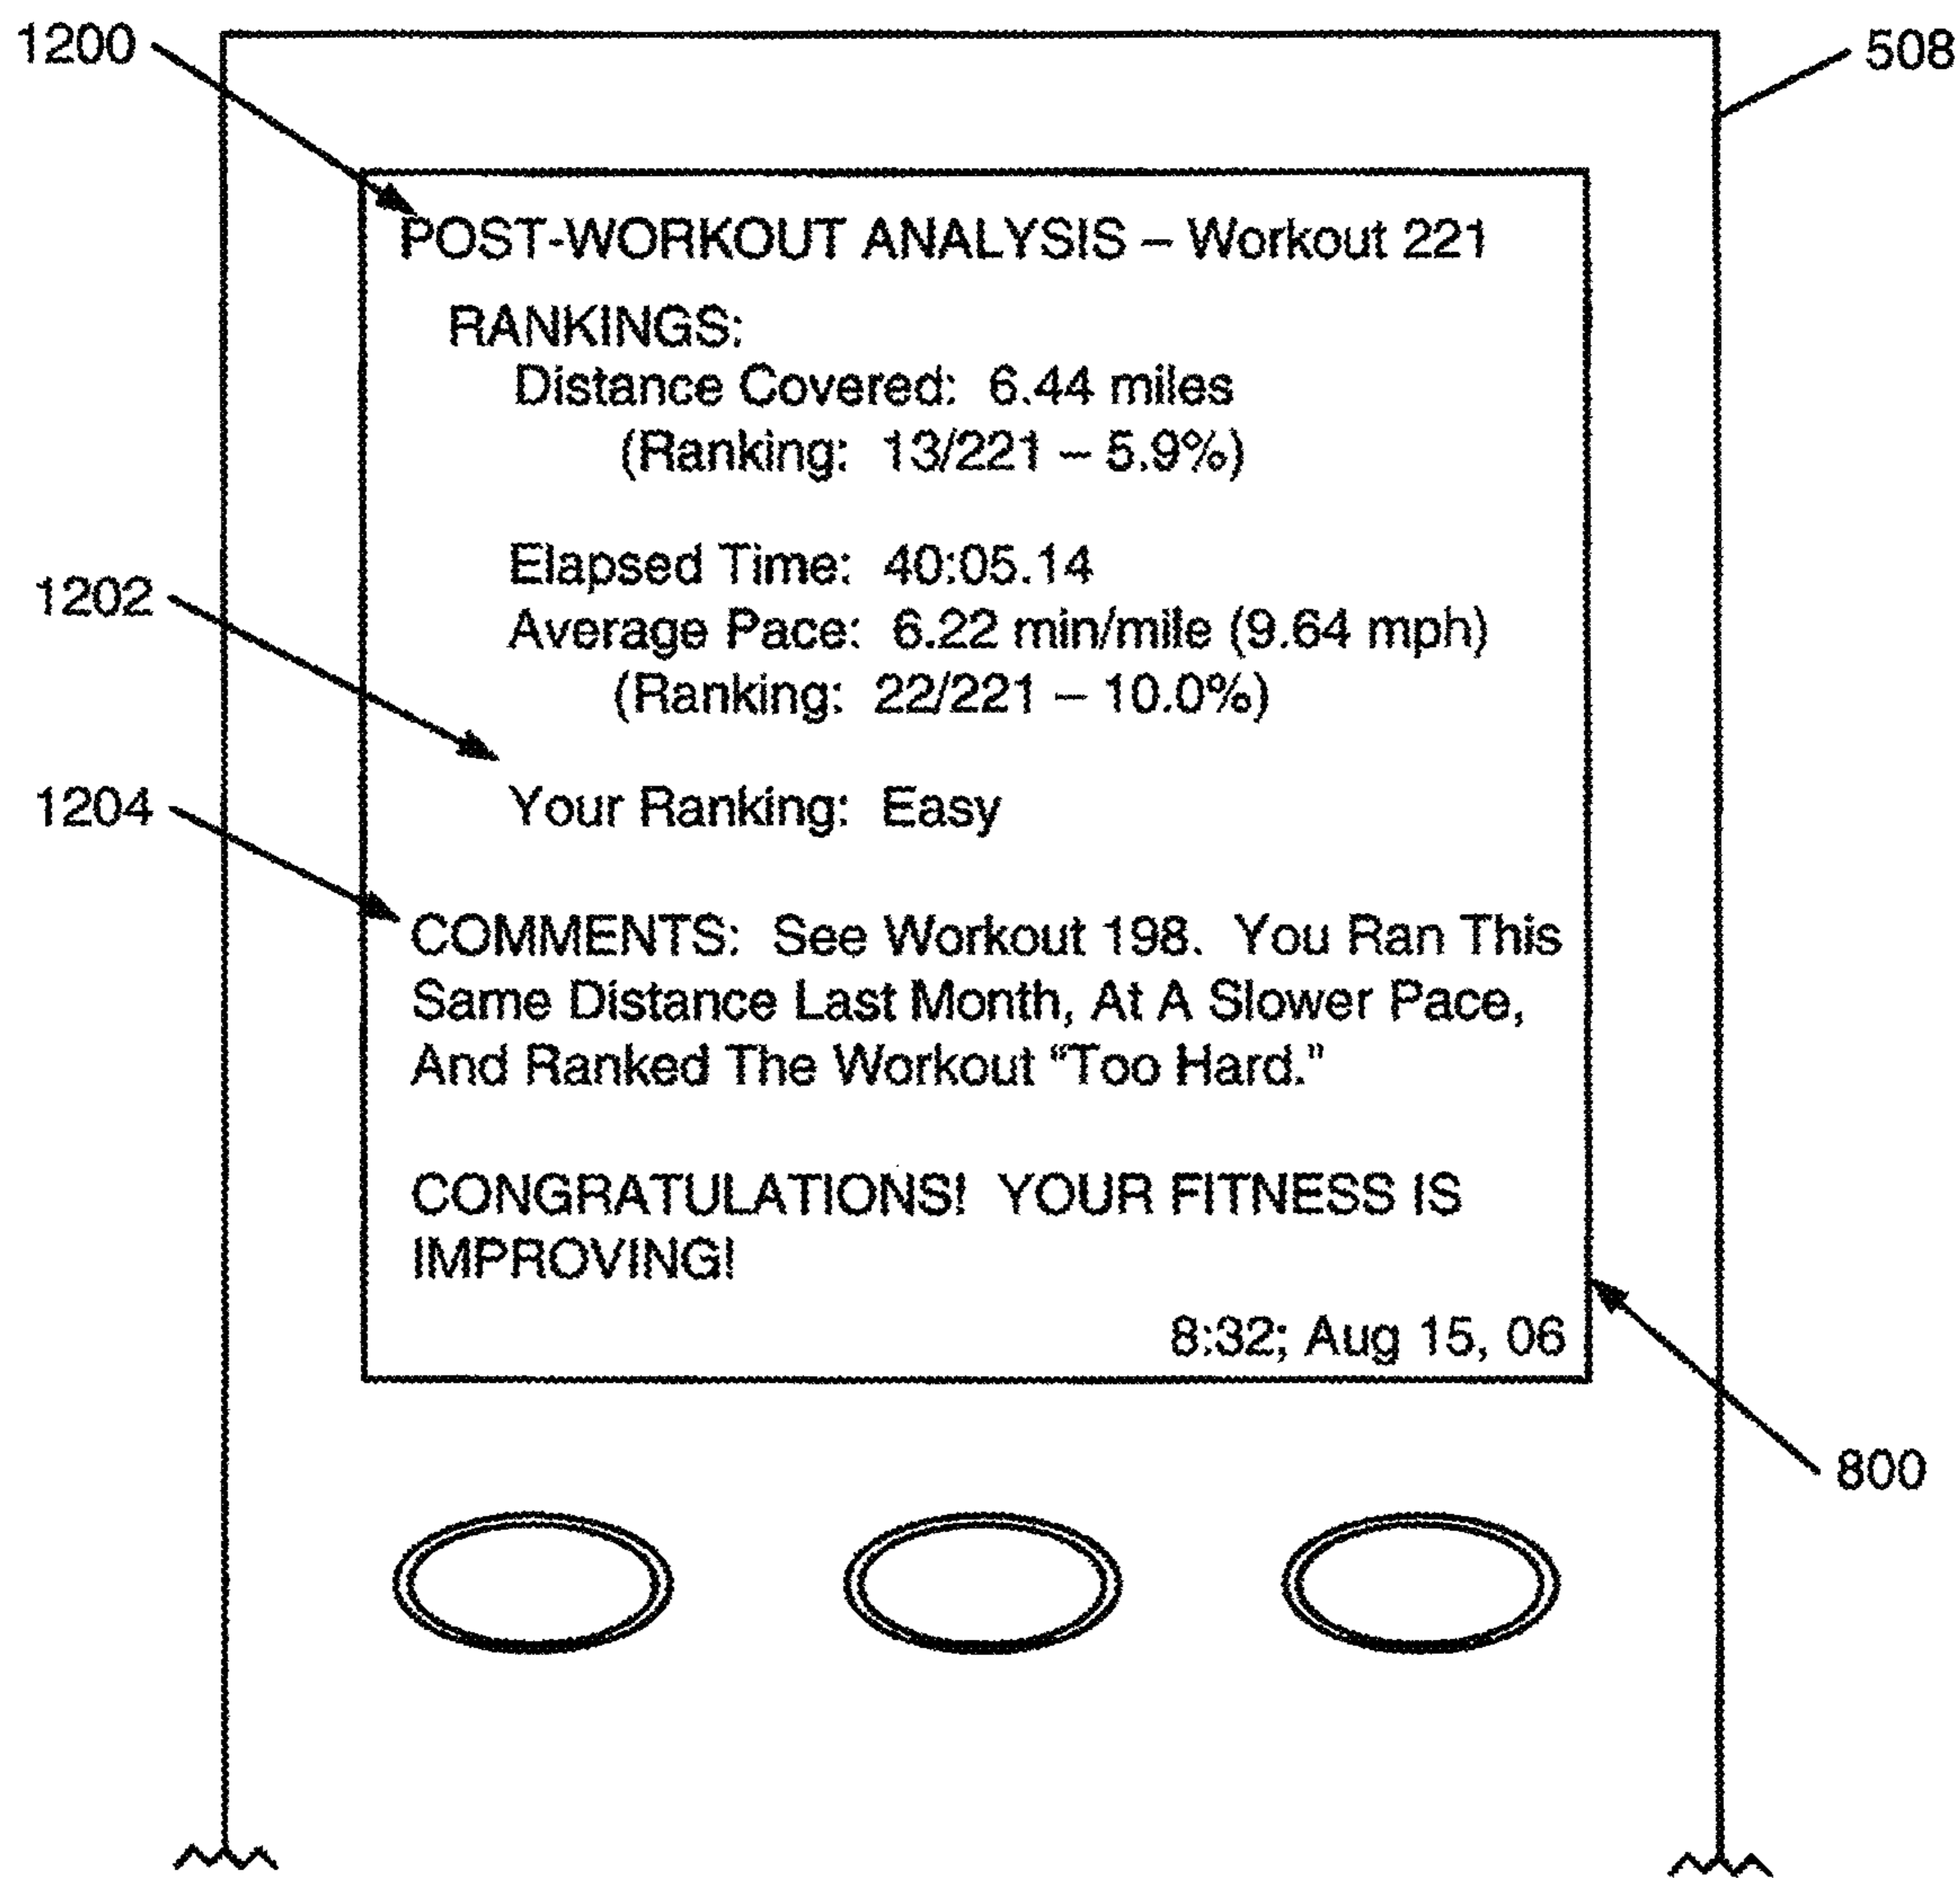 1200
508
POST-WORKOUT ANALYSIS – Workout 221
RANKINGS:
Distance Covered: 6.44 miles
(Ranking: 13/221 – 5.9%)
Elapsed Time: 40:05.14
1202
Average Pace: 6.22 min/mile (9.64 mph)
(Ranking: 22/221 – 10.0%)
1204
Your Ranking: Easy
COMMENTS: See Workout 198. You Ran This
Same Distance Last Month, At A Slower Pace,
And Ranked The Workout “Too Hard.”
CONGRATULATIONS! YOUR FITNESS IS
IMPROVING!
8:32; Aug 15, 06
800